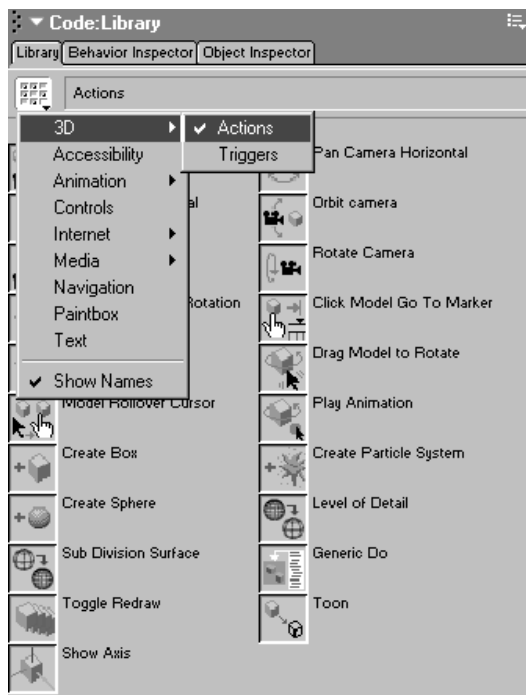 Code:Library
Library Behavior Inspector Object Inspector
Actions
3D
Accessibility
Animation
Controls
Internet
Media
Navigation
Paintbox
Text
Show Names
Actions
Triggers
Pan Camera Horizontal
Orbit camera
Rotate Camera
Rotation
Click Model Go To Marker
Drag Model to Rotate
Model Rollover Cursor
Play Animation
Create Box
Create Particle System
Create Sphere
Level of Detail
Sub Division Surface
Generic Do
Toggle Redraw
Toon
Show Axis